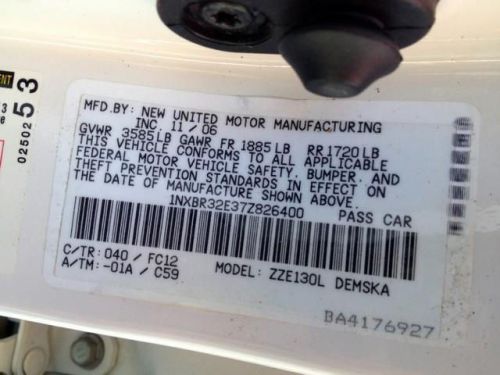 MFD.BY: NEW UNITED MOTOR MANUFACTURING
INC. 11 / 06
GVWR 3585LB GAWR FR 1885LB RR1720LB
THIS VEHICLE CONFORMS TO ALL APPLICABLE
FEDERAL MOTOR VEHICLE SAFETY, BUMPER, AND
THEFT PREVENTION STANDARDS IN EFFECT ON
THE DATE OF MANUFACTURE SHOWN ABOVE.
1NXBR32E37Z826400 PASS CAR
C/TR: 040 / FC12
A/TM: -01A / C59
MODEL: ZZE130L DEMSKA
BA4176927
0250253